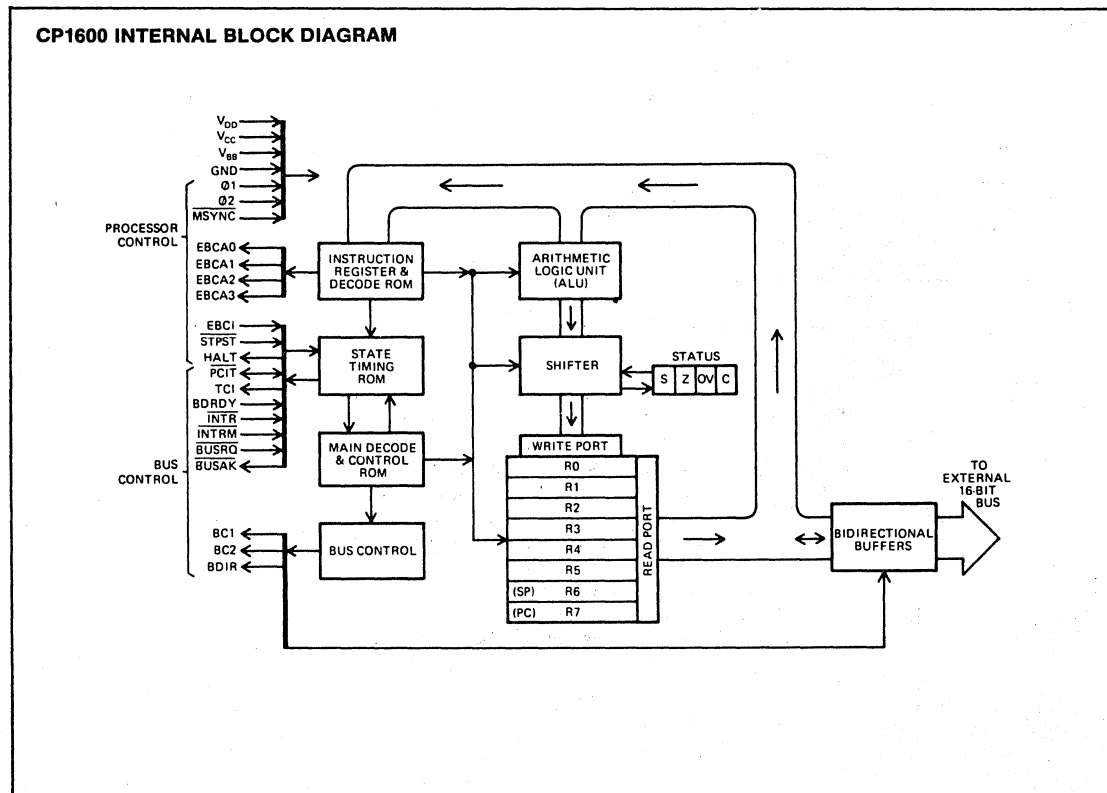 CP1600 INTERNAL BLOCK DIAGRAM
VDD
VCC
VBB
GND
Ø1
Ø2
MSYNC
PROCESSOR
CONTROL
EBCA0
EBCA1
EBCA2
EBCA3
EBCI
STPST
HALT
PCIT
TCI
BDRDY
INTR
INTRM
BUSRQ
BUSAK
BUS
CONTROL
BC1
BC2
BDIR
INSTRUCTION
REGISTER &
DECODE ROM
STATE
TIMING
ROM
MAIN DECODE
& CONTROL
ROM
BUS CONTROL
ARITHMETIC
LOGIC UNIT
(ALU)
SHIFTER
STATUS
S Z OV C
WRITE PORT
R0
R1
R2
R3
R4
R5
(SP) R6
(PC) R7
READ PORT
BIDIRECTIONAL
BUFFERS
TO
EXTERNAL
16-BIT
BUS